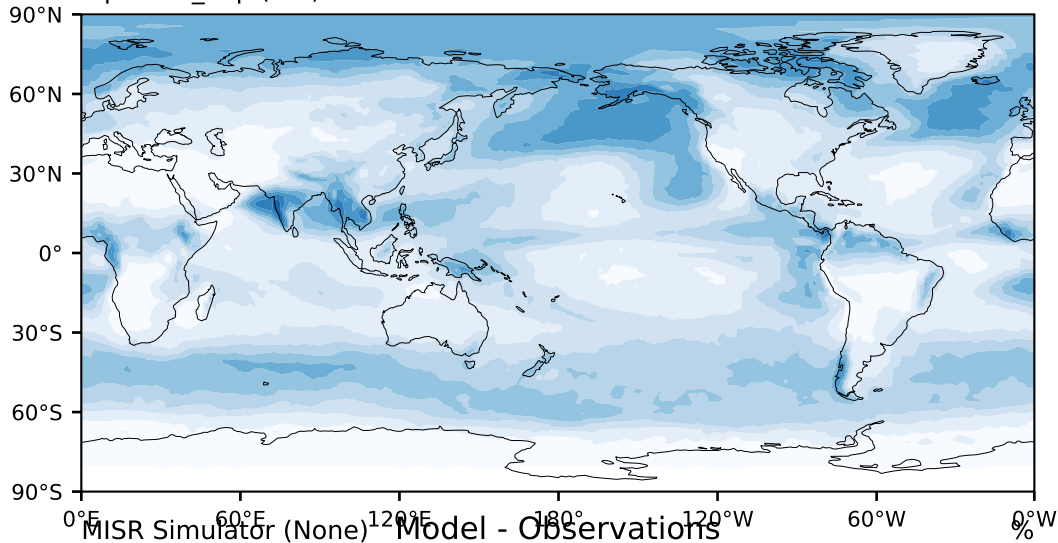 90°N
60°N
30°N
0°
30°S
60°S
90°S
0°E 60°E 120°E 180° 120°W 60°W 0°W
MISR Simulator (None) Model - Observations %